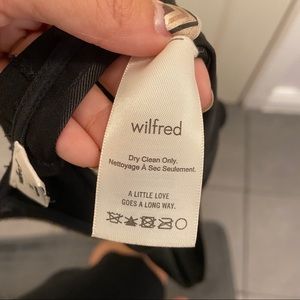 wilfred
Dry Clean Only.
Nettoyage À Sec Seulement.
A LITTLE LOVE
GOES A LONG WAY.